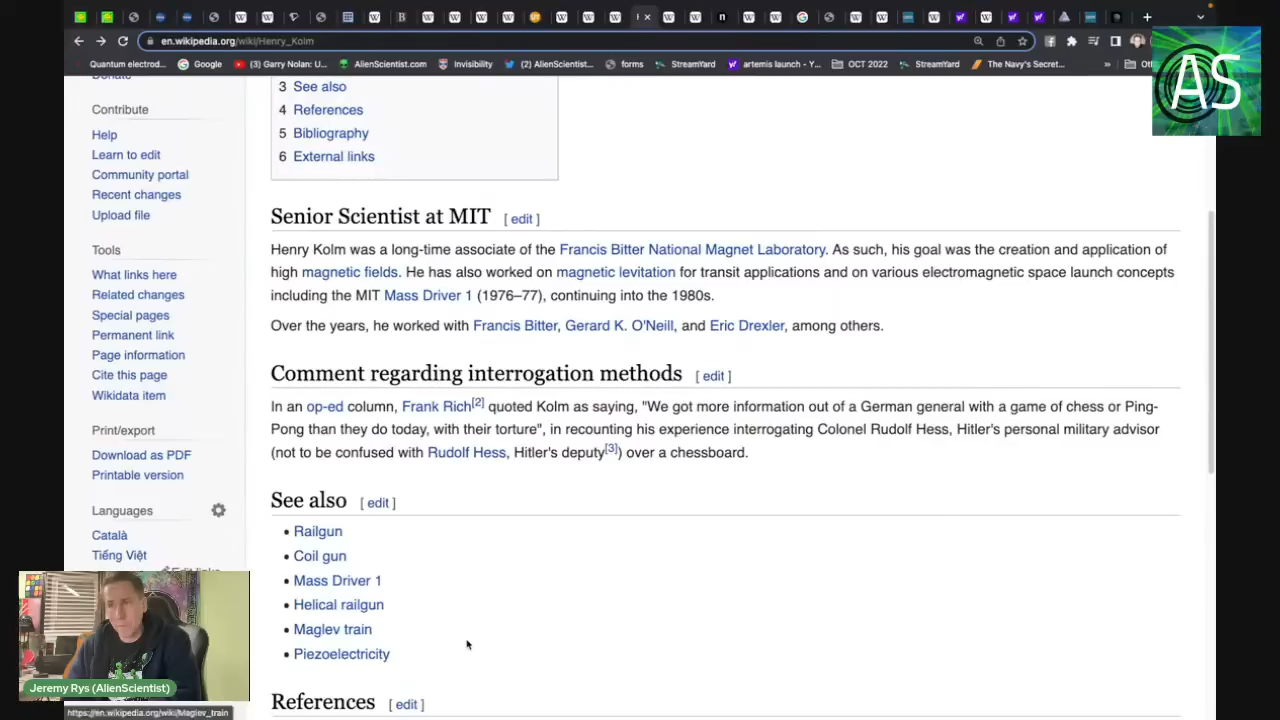 en.wikipedia.org/wiki/Henry_Kolm
Quantum electrod...
Google
(3) Garry Nolan: U...
AlienScientist.com
Invisibility
(2) AlienScientist...
forms
StreamYard
artemis launch - Y...
OCT 2022
StreamYard
The Navy's Secret...
»
AS
Donate
Contribute
Help
Learn to edit
Community portal
Recent changes
Upload file
Tools
What links here
Related changes
Special pages
Permanent link
Page information
Cite this page
Wikidata item
Print/export
Download as PDF
Printable version
Languages
Català
Tiếng Việt
Edit links
3 See also
4 References
5 Bibliography
6 External links
Senior Scientist at MIT [ edit ]
Henry Kolm was a long-time associate of the Francis Bitter National Magnet Laboratory. As such, his goal was the creation and application of
high magnetic fields. He has also worked on magnetic levitation for transit applications and on various electromagnetic space launch concepts
including the MIT Mass Driver 1 (1976–77), continuing into the 1980s.
Over the years, he worked with Francis Bitter, Gerard K. O'Neill, and Eric Drexler, among others.
Comment regarding interrogation methods [ edit ]
In an op-ed column, Frank Rich[2] quoted Kolm as saying, "We got more information out of a German general with a game of chess or Ping-
Pong than they do today, with their torture", in recounting his experience interrogating Colonel Rudolf Hess, Hitler's personal military advisor
(not to be confused with Rudolf Hess, Hitler's deputy[3]) over a chessboard.
See also [ edit ]
• Railgun
• Coil gun
• Mass Driver 1
• Helical railgun
• Maglev train
• Piezoelectricity
References [ edit ]
Jeremy Rys (AlienScientist)
https://en.wikipedia.org/wiki/Maglev_train